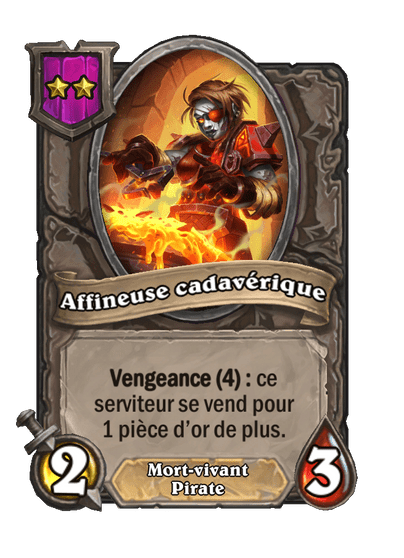 Affineuse cadavérique
Vengeance (4) : ce
serviteur se vend pour
1 pièce d'or de plus.
2
Mort-vivant
Pirate
3